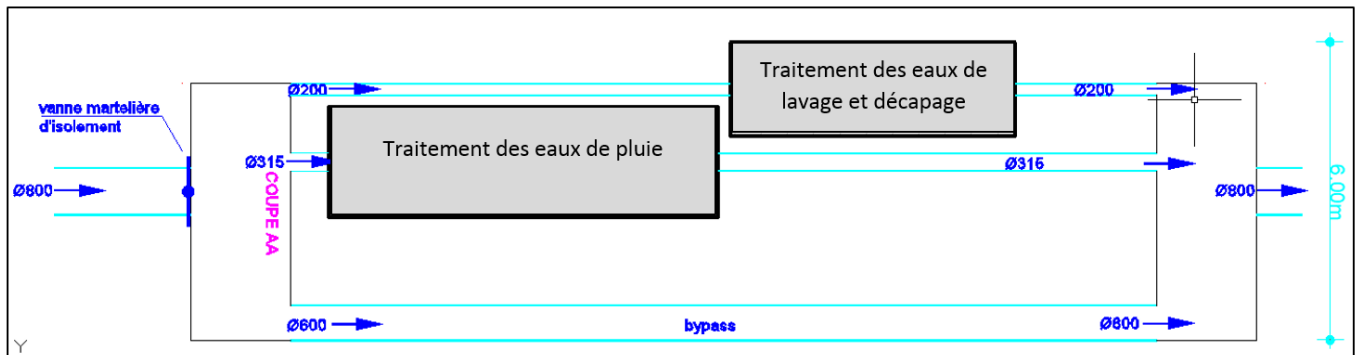 Traitement des eaux de
lavage et décapage
Ø200
Ø200
vanne martelière
d'isolement
Traitement des eaux de pluie
Ø315
Ø315
Ø800
COUPE AA
Ø800
6.00m
Ø600
bypass
Ø600
Y